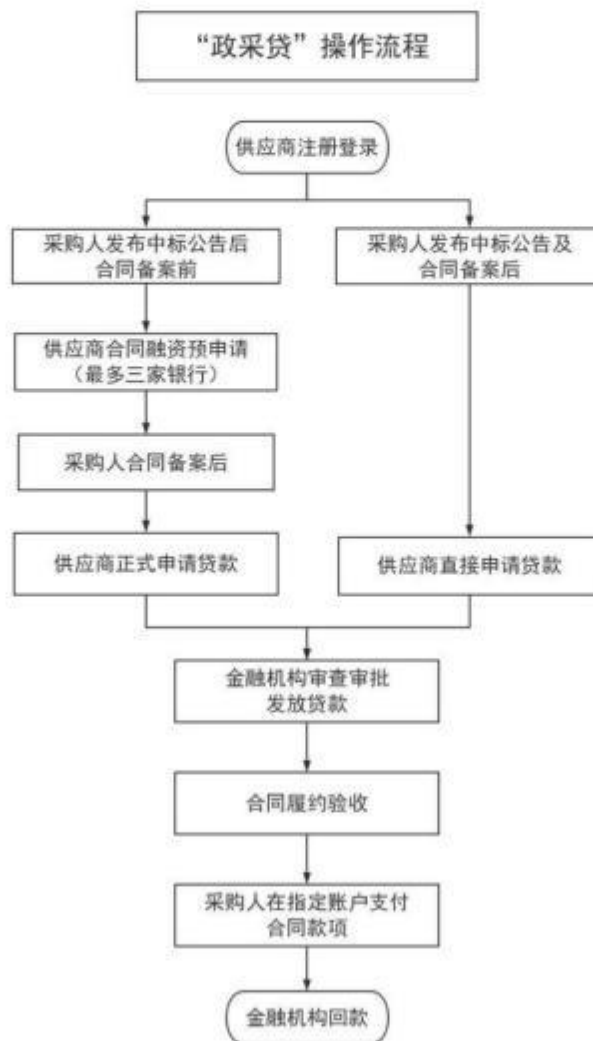 “政采贷”操作流程
供应商注册登录
采购人发布中标公告后
合同备案前
采购人发布中标公告及
合同备案后
供应商合同融资预申请
（最多三家银行）
采购人合同备案后
供应商正式申请贷款
供应商直接申请贷款
金融机构审查审批
发放贷款
合同履约验收
采购人在指定账户支付
合同款项
金融机构回款